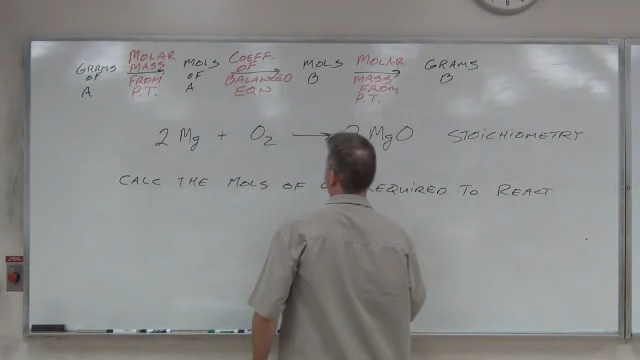 GRAMS OF A MOLAR MASS FROM P.T. MOLS OF A COEFF. OF BALANCED EQN MOLS B MOLAR MASS FROM P.T. GRAMS B
2 Mg + O2 → 2 MgO STOICHIOMETRY
CALC THE MOLS OF REQUIRED TO REACT